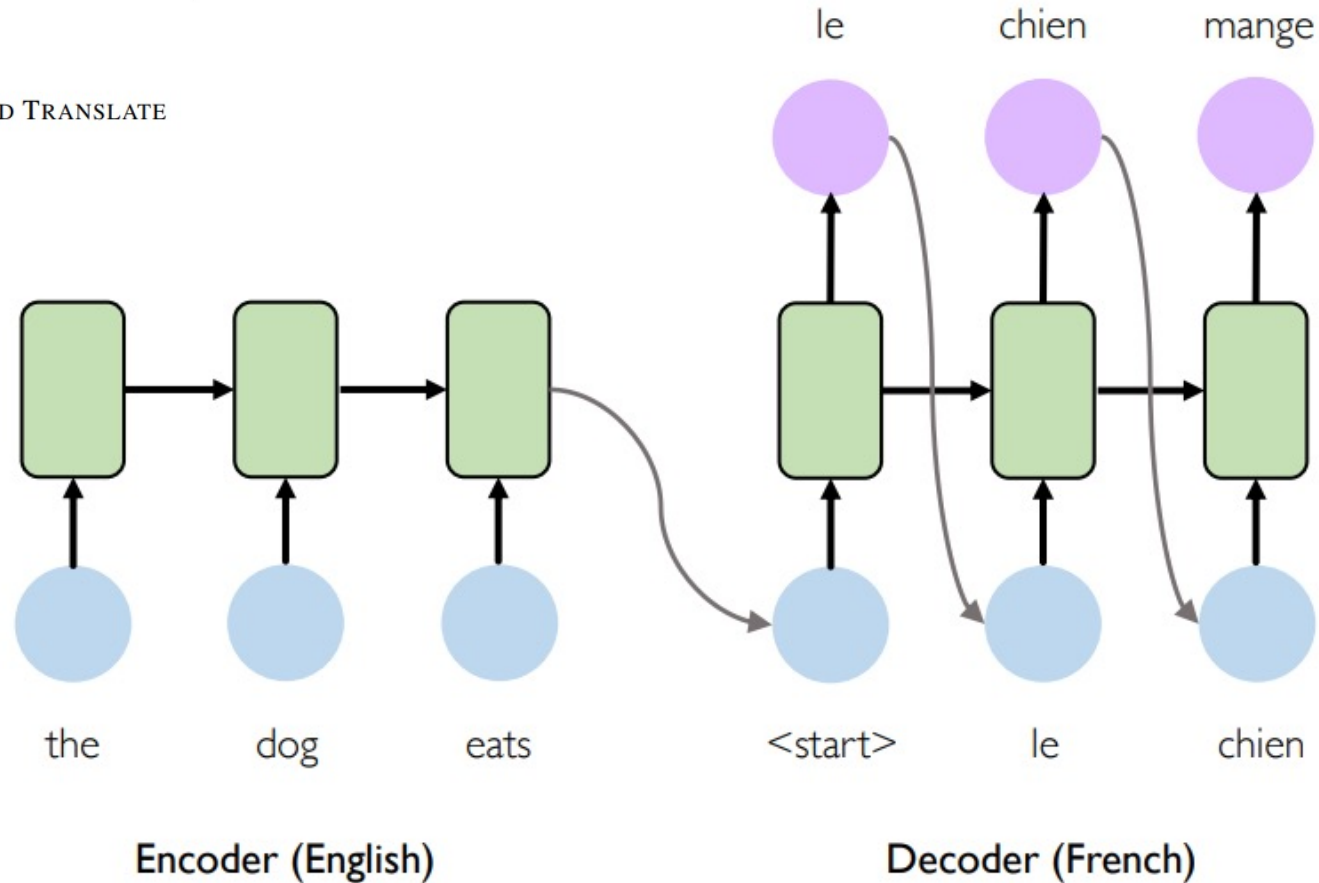 le chien mange
D TRANSLATE
the dog eats <start> le chien
Encoder (English) Decoder (French)